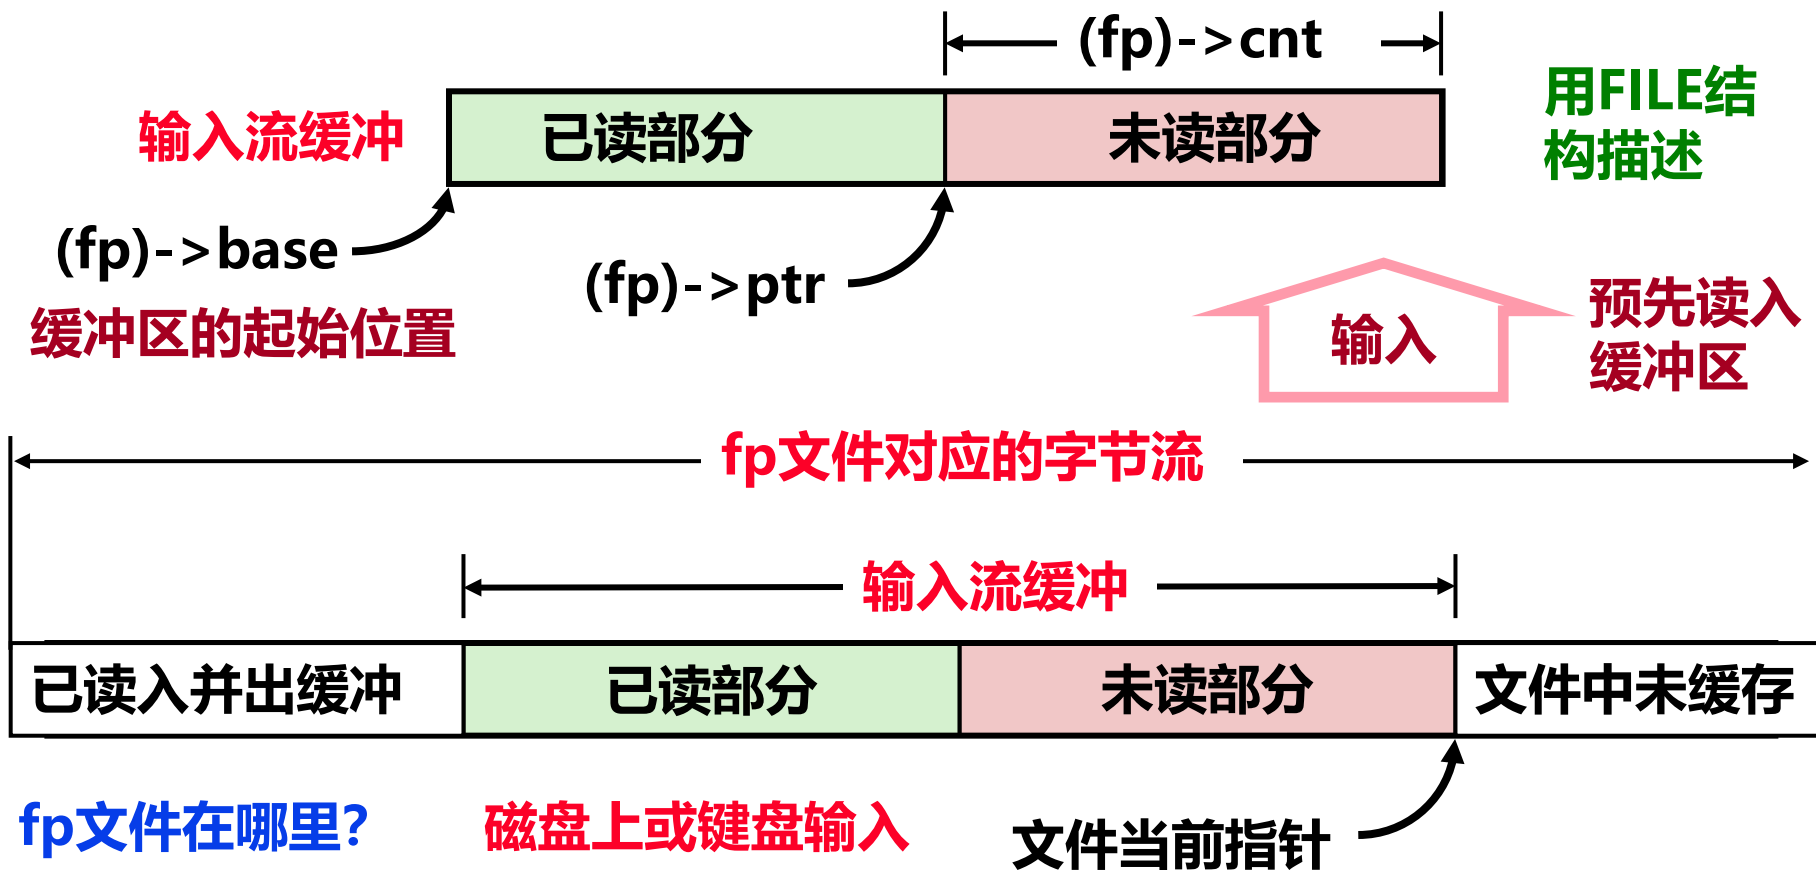 (fp)->cnt
输入流缓冲
已读部分
未读部分
用FILE结
构描述
(fp)->base
(fp)->ptr
缓冲区的起始位置
输入
预先读入
缓冲区
fp文件对应的字节流
输入流缓冲
已读入并出缓冲
已读部分
未读部分
文件中未缓存
fp文件在哪里?
磁盘上或键盘输入
文件当前指针